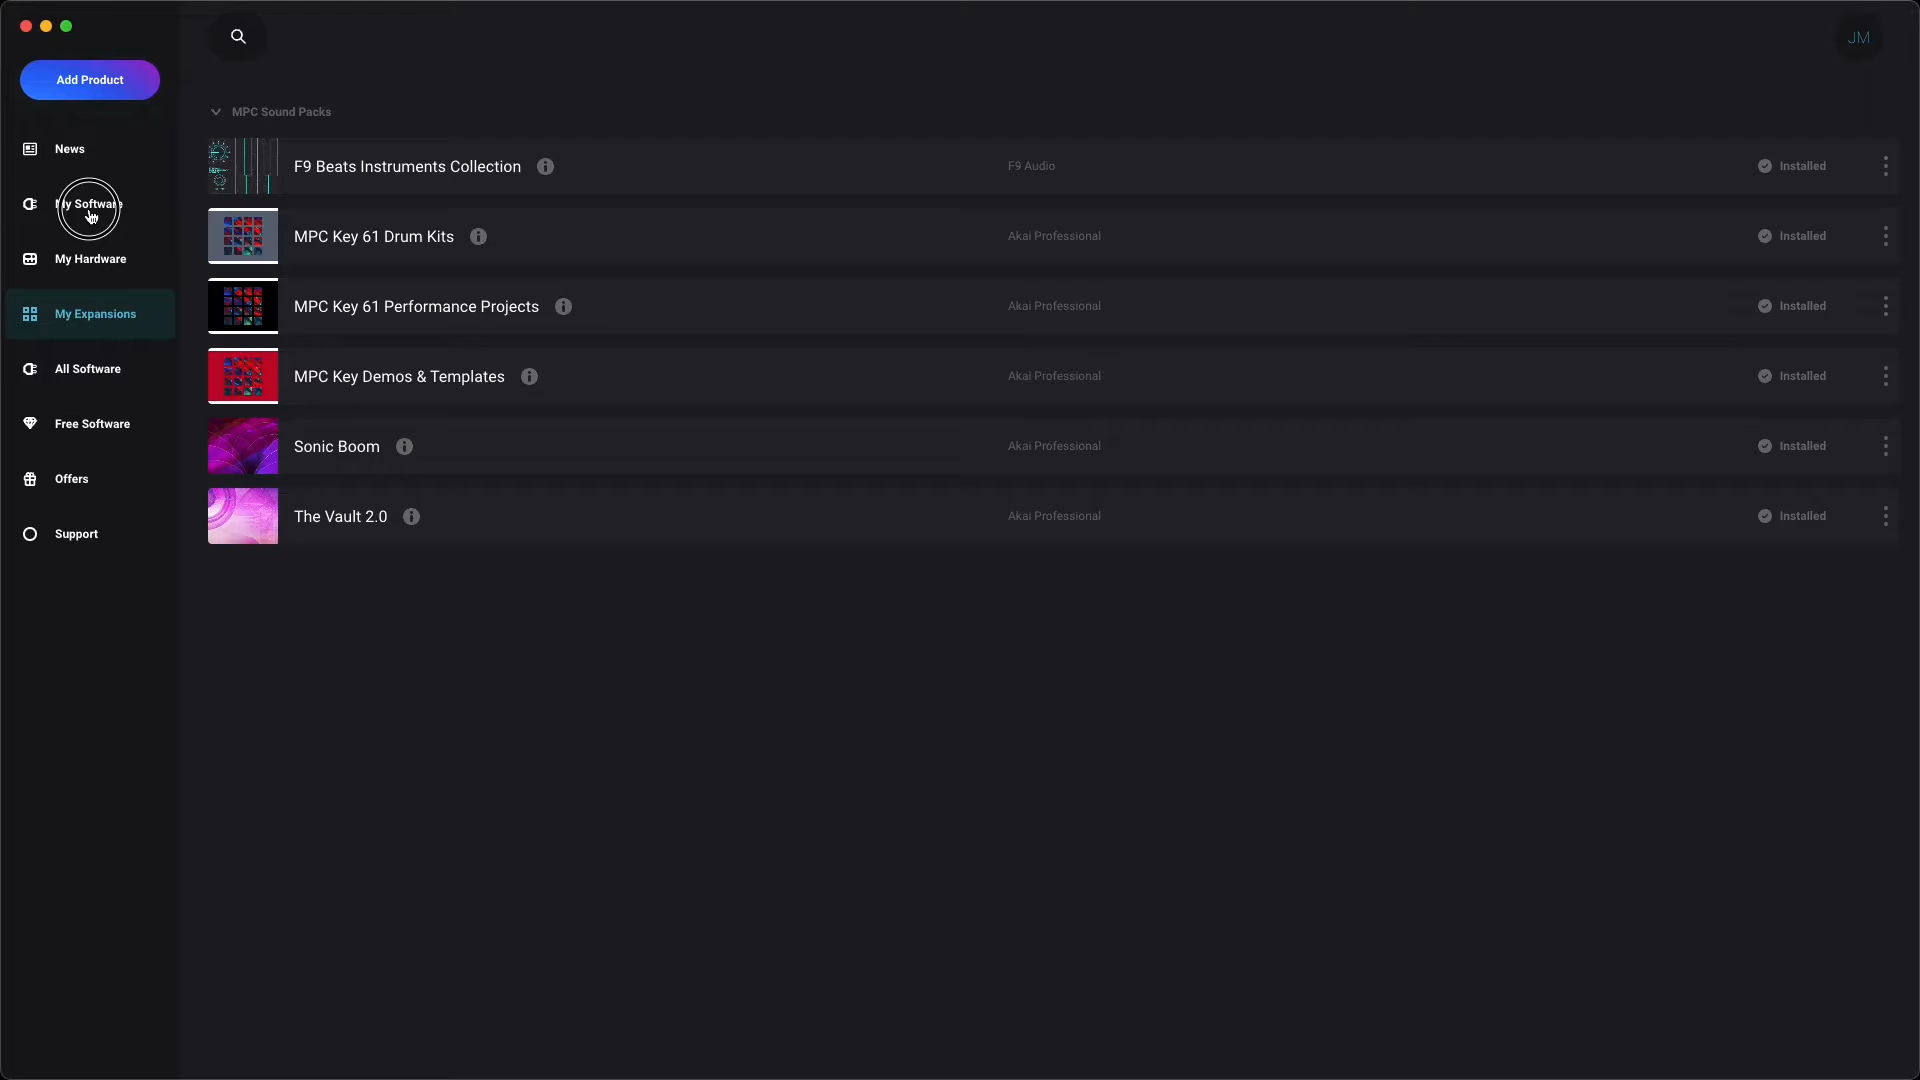 Add Product
News
My Software
My Hardware
My Expansions
All Software
Free Software
Offers
Support
JM
MPC Sound Packs
F9 Beats Instruments Collection F9 Audio Installed
MPC Key 61 Drum Kits Akai Professional Installed
MPC Key 61 Performance Projects Akai Professional Installed
MPC Key Demos & Templates Akai Professional Installed
Sonic Boom Akai Professional Installed
The Vault 2.0 Akai Professional Installed